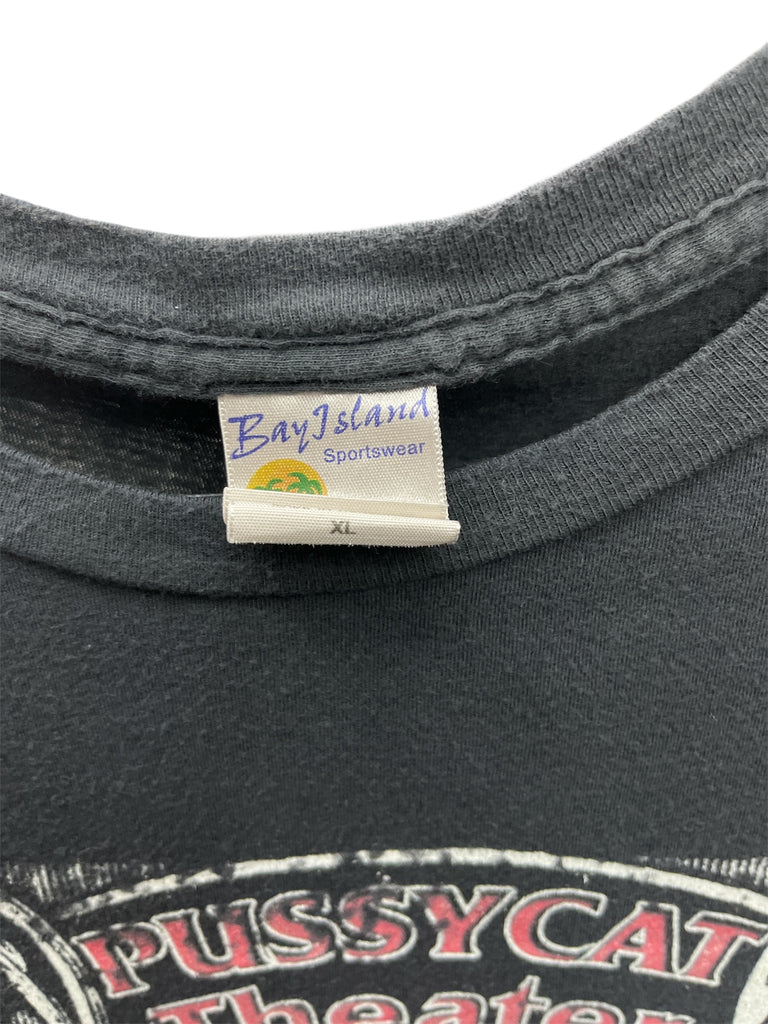 BayIsland
Sportswear
XL
PUSSYCAT
Theater